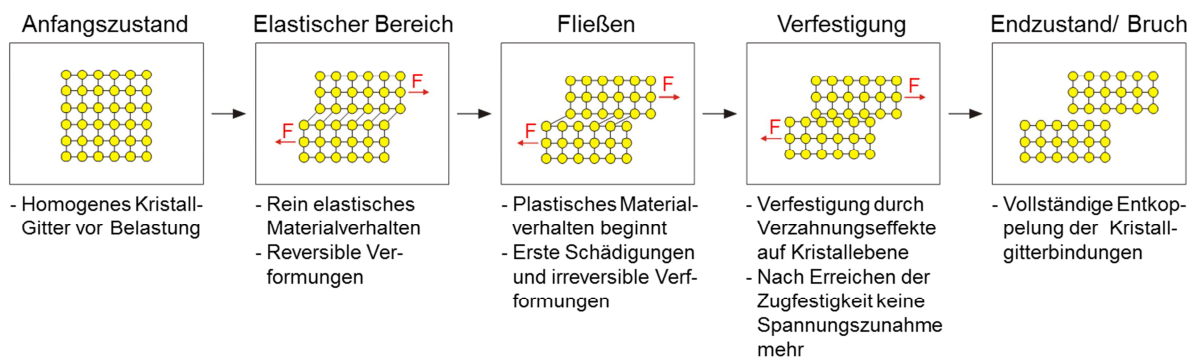 Anfangszustand
Elastischer Bereich
Fließen
Verfestigung
Endzustand/ Bruch
F
F
F
F
F
F
- Homogenes Kristall-
Gitter vor Belastung
- Rein elastisches
Materialverhalten
- Reversible Ver-
formungen
- Plastisches Material-
verhalten beginnt
- Erste Schädigungen
und irreversible Verf-
formungen
- Verfestigung durch
Verzahnungseffekte
auf Kristallebene
- Nach Erreichen der
Zugfestigkeit keine
Spannungszunahme
mehr
- Vollständige Entkop-
pelung der Kristall-
gitterbindungen